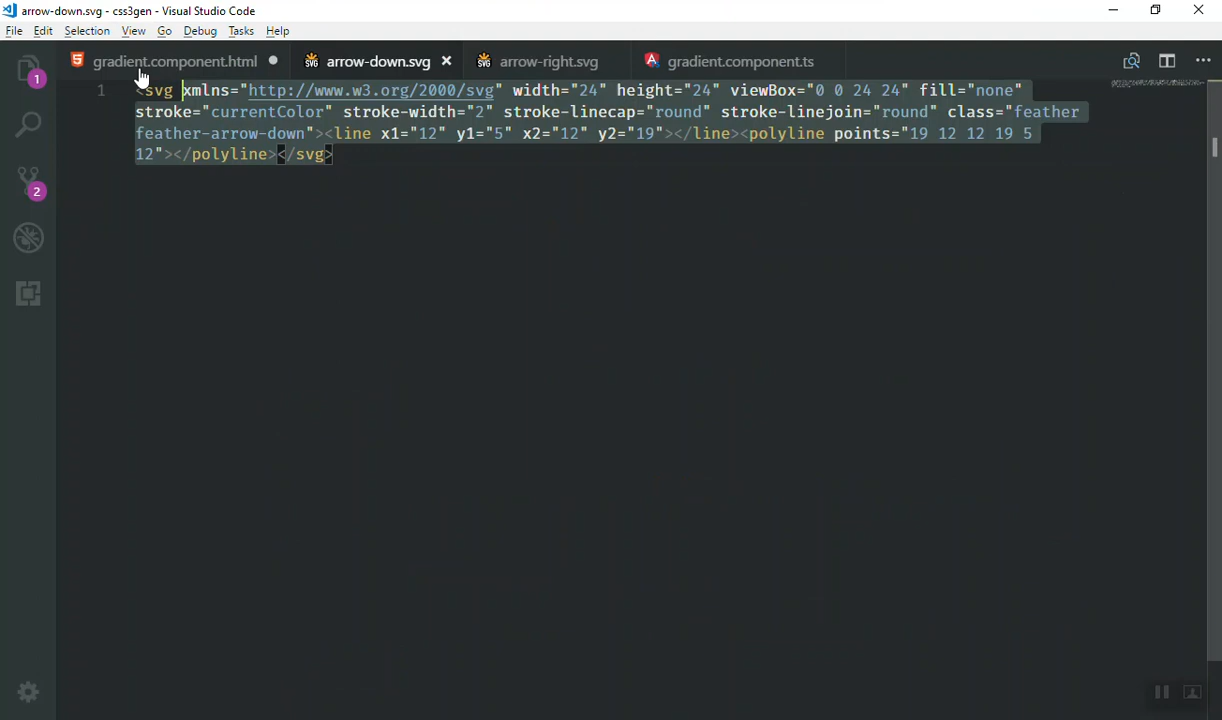 arrow-down.svg - css3gen - Visual Studio Code
File Edit Selection View Go Debug Tasks Help
gradient.component.html arrow-down.svg arrow-right.svg gradient.component.ts
1 <svg xmlns="http://www.w3.org/2000/svg" width="24" height="24" viewBox="0 0 24 24" fill="none"
stroke="currentColor" stroke-width="2" stroke-linecap="round" stroke-linejoin="round" class="feather
feather-arrow-down"><line x1="12" y1="5" x2="12" y2="19"></line><polyline points="19 12 12 19 5
12"></polyline></svg>
1
2